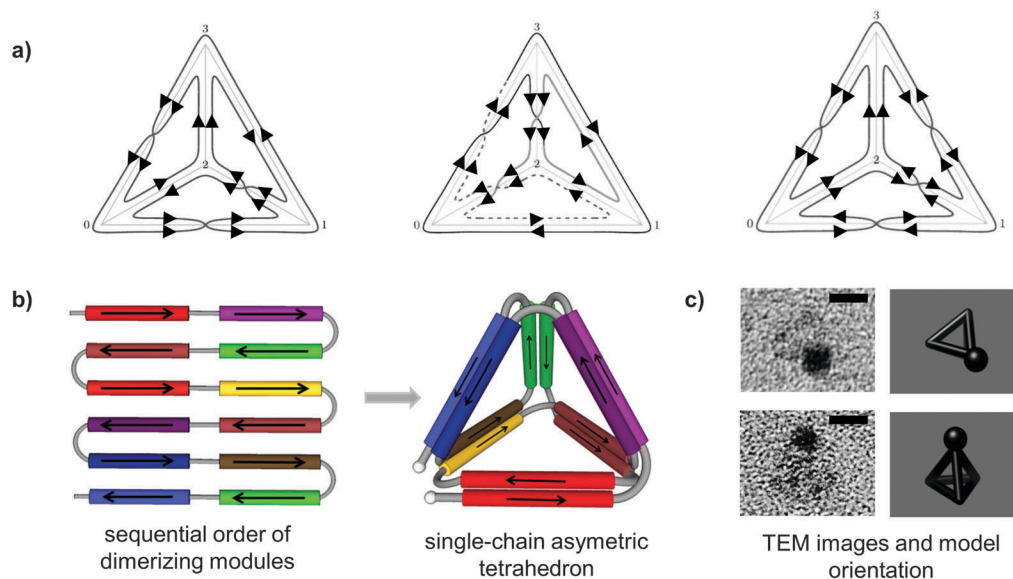 a)
3
2
0
1
3
2
0
1
3
2
0
1
b)
c)
sequential order of
dimerizing modules
single-chain asymetric
tetrahedron
TEM images and model
orientation